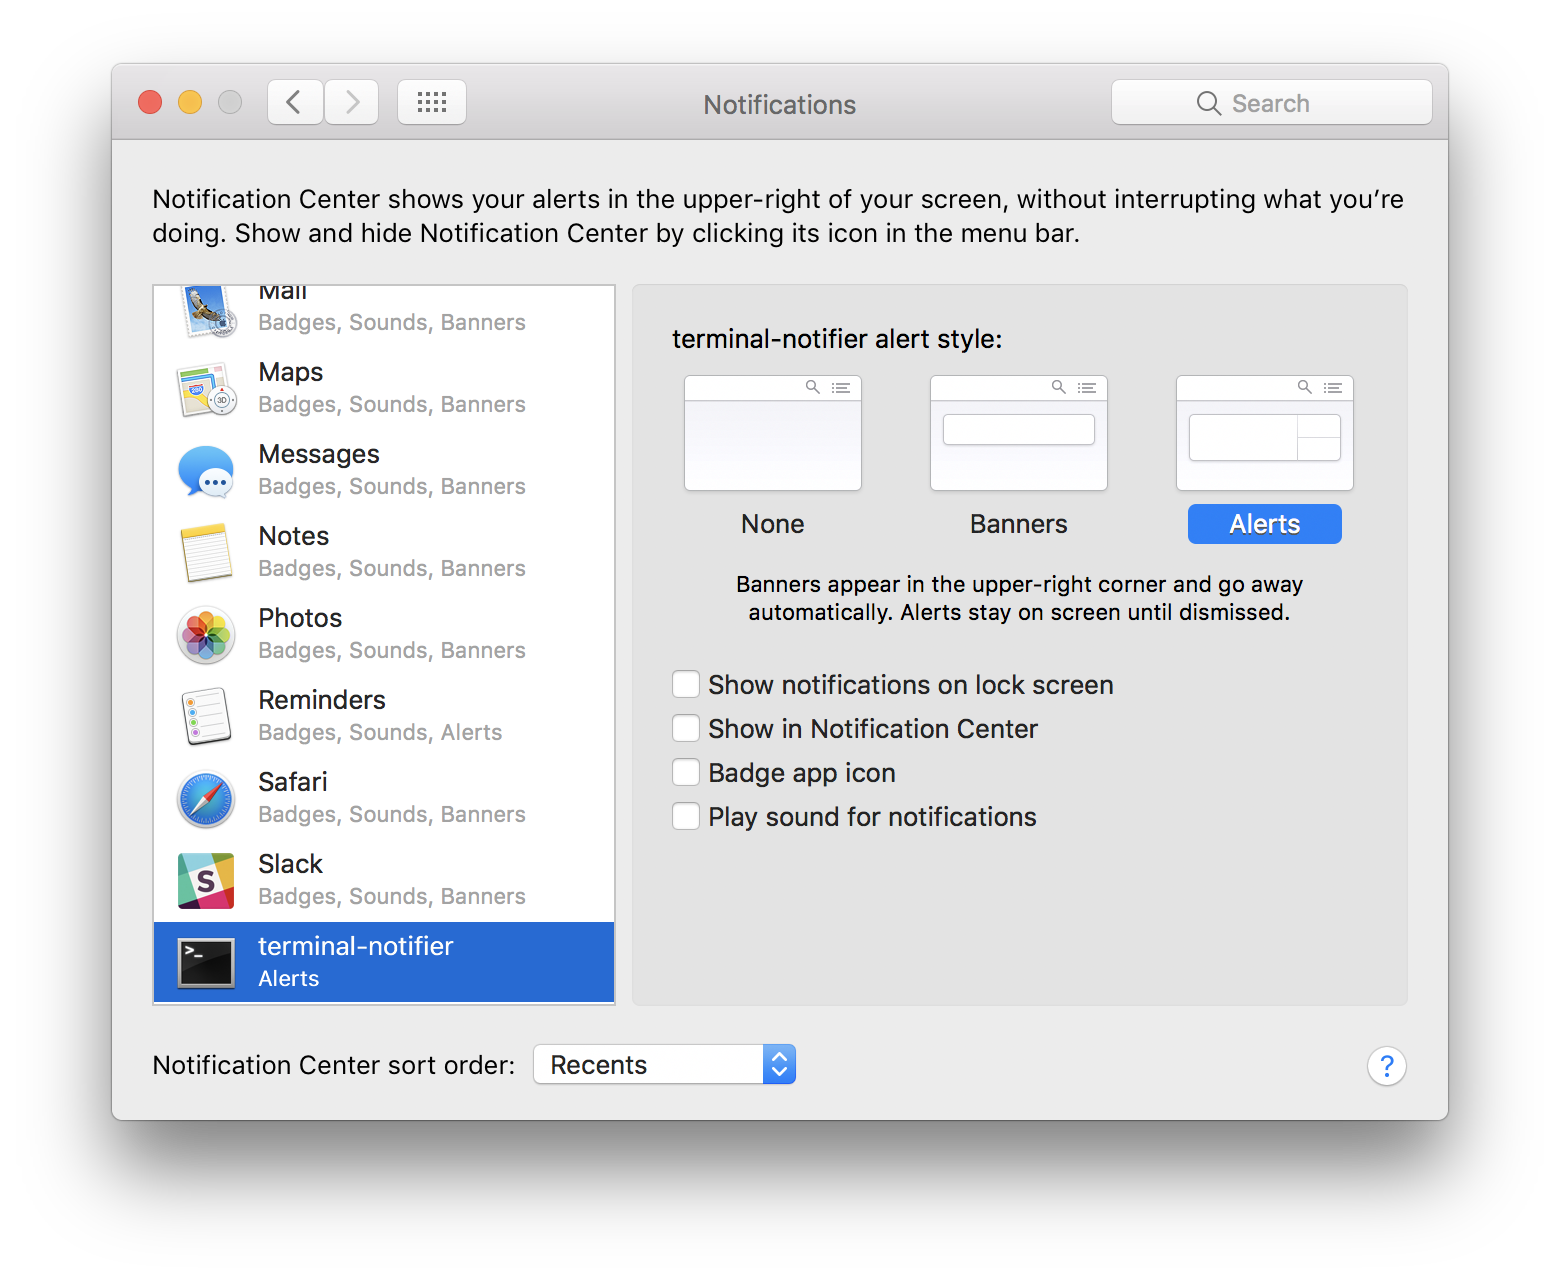 Notifications
Search
Notification Center shows your alerts in the upper-right of your screen, without interrupting what you’re
doing. Show and hide Notification Center by clicking its icon in the menu bar.
Mail
Badges, Sounds, Banners
Maps
Badges, Sounds, Banners
Messages
Badges, Sounds, Banners
Notes
Badges, Sounds, Banners
Photos
Badges, Sounds, Banners
Reminders
Badges, Sounds, Alerts
Safari
Badges, Sounds, Banners
Slack
Badges, Sounds, Banners
terminal-notifier
Alerts
terminal-notifier alert style:
None
Banners
Alerts
Banners appear in the upper-right corner and go away
automatically. Alerts stay on screen until dismissed.
Show notifications on lock screen
Show in Notification Center
Badge app icon
Play sound for notifications
Notification Center sort order:
Recents
?